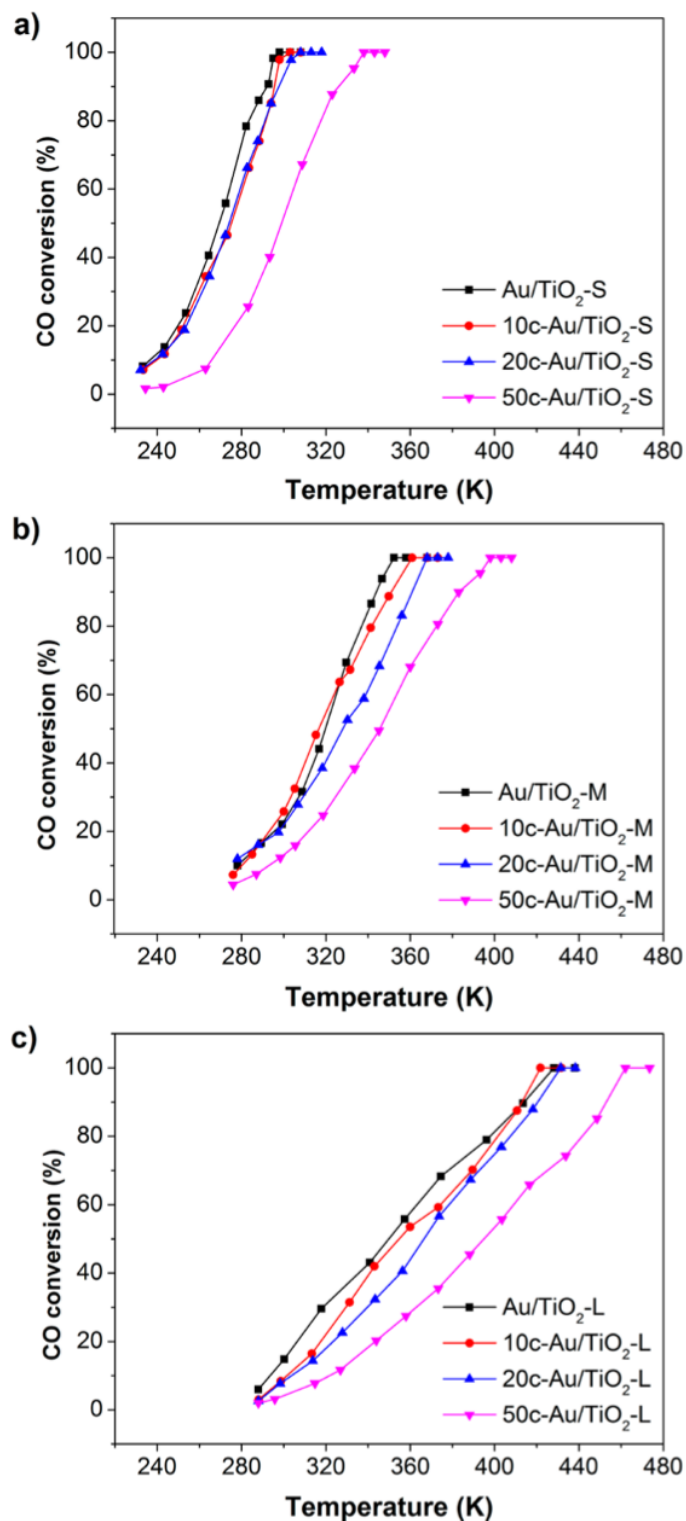 a)
100
80
60
40
20
0
CO conversion (%)
Au/TiO₂-S
10c-Au/TiO₂-S
20c-Au/TiO₂-S
50c-Au/TiO₂-S
240 280 320 360 400 440 480
Temperature (K)
b)
100
80
60
40
20
0
CO conversion (%)
Au/TiO₂-M
10c-Au/TiO₂-M
20c-Au/TiO₂-M
50c-Au/TiO₂-M
240 280 320 360 400 440 480
Temperature (K)
c)
100
80
60
40
20
0
CO conversion (%)
Au/TiO₂-L
10c-Au/TiO₂-L
20c-Au/TiO₂-L
50c-Au/TiO₂-L
240 280 320 360 400 440 480
Temperature (K)